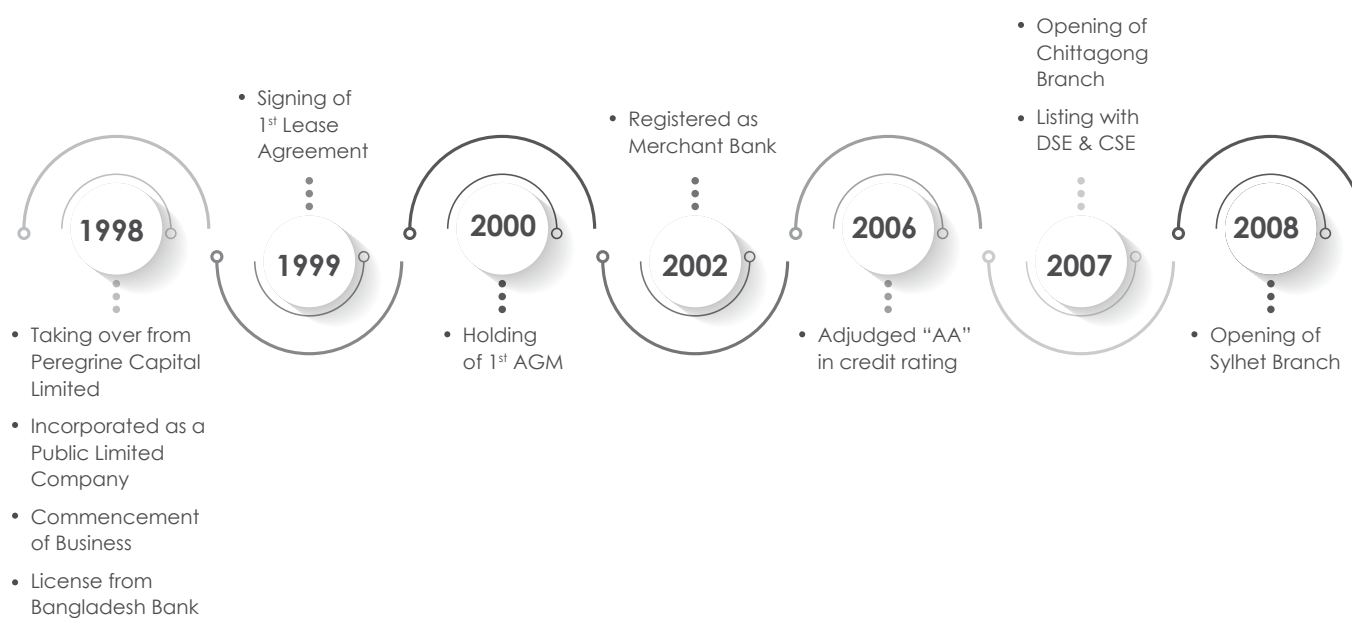 1998
• Taking over from
Peregrine Capital
Limited
• Incorporated as a
Public Limited
Company
• Commencement
of Business
• License from
Bangladesh Bank
• Signing of
1st Lease
Agreement
1999
2000
• Holding
of 1st AGM
• Registered as
Merchant Bank
2002
2006
• Adjudged “AA”
in credit rating
• Opening of
Chittagong
Branch
• Listing with
DSE & CSE
2007
2008
• Opening of
Sylhet Branch